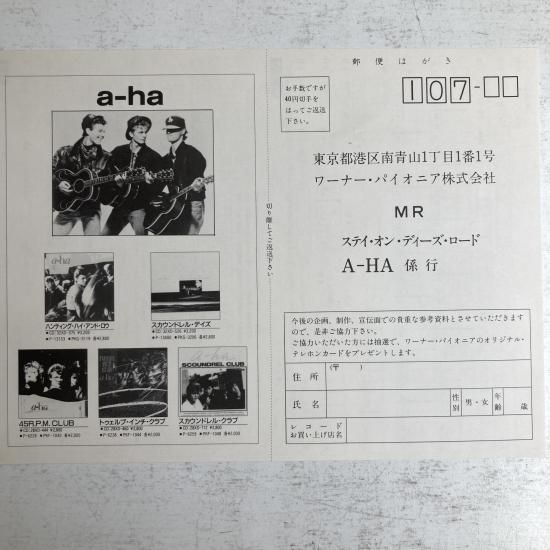 a-ha
a-ha
ハンティング・ハイ・アンド・ロウ
スカウンドレル・デイズ
a-ha
SCOUNDREL CLUB
45R.P.M. CLUB
トゥエルブ・インチ・クラブ
スカウンドレル・クラブ
切り離してご返送下さい
郵便はがき
お手数ですが
40円切手を
はってご返送
下さい。
107-
東京都港区南青山1丁目1番1号
ワーナー・パイオニア株式会社
MR
ステイ・オン・ディーズ・ロード
A-HA 係行
今後の企画、制作、宣伝面での貴重な参考資料とさせていただきます
ので、是非ご協力下さい。
ご協力いただいた方には抽選で、ワーナー・パイオニアのオリジナル・
テレホンカードをプレゼントします。
住所 (〒 )
氏名 性別 男・女 年齢 歳
レコード
お買い上げ店名